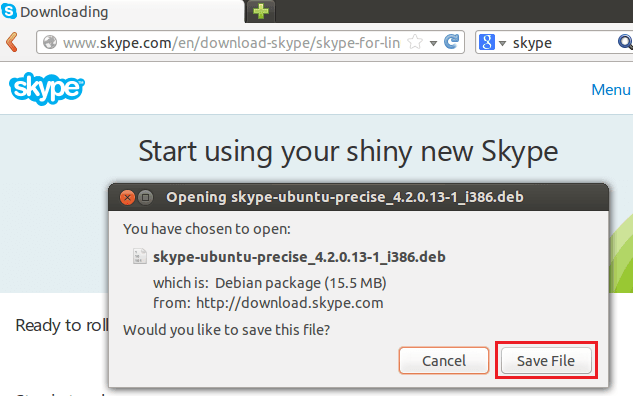 Downloading
www.skype.com/en/download-skype/skype-for-lin
skype
skype
Menu
Start using your shiny new Skype
Opening skype-ubuntu-precise_4.2.0.13-1_i386.deb
You have chosen to open:
skype-ubuntu-precise_4.2.0.13-1_i386.deb
which is: Debian package (15.5 MB)
from: http://download.skype.com
Ready to roll
Would you like to save this file?
Cancel
Save File